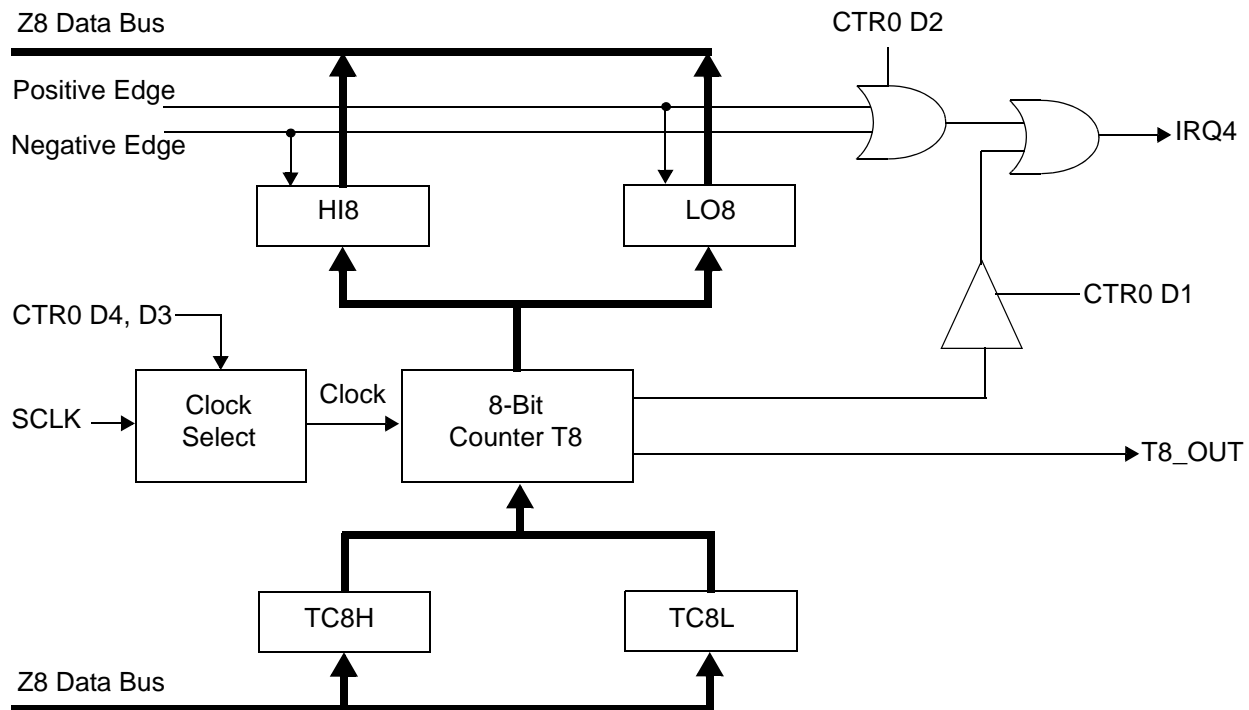 Z8 Data Bus
CTR0 D2
Positive Edge
Negative Edge
IRQ4
HI8
LO8
CTR0 D4, D3
CTR0 D1
SCLK
Clock
Select
Clock
8-Bit
Counter T8
T8_OUT
TC8H
TC8L
Z8 Data Bus